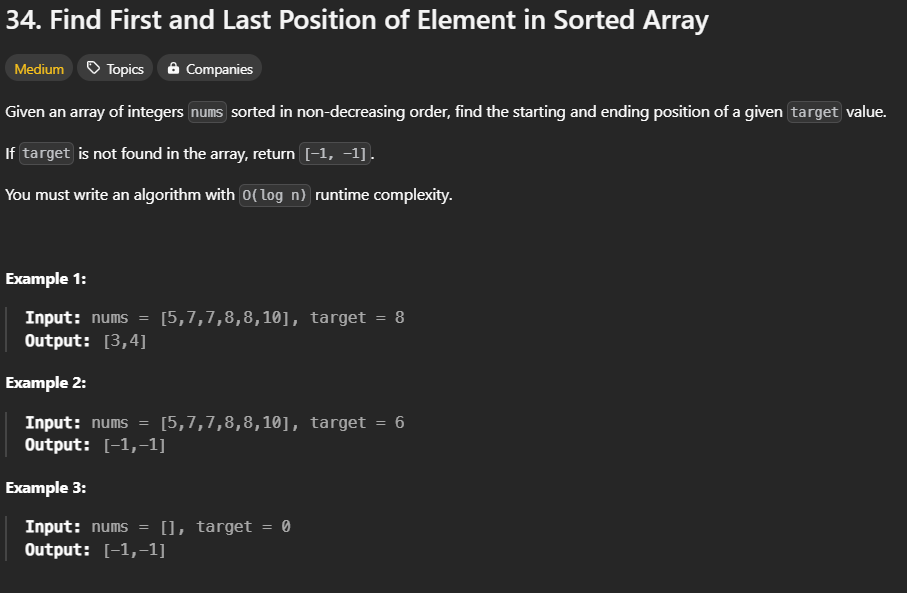 34. Find First and Last Position of Element in Sorted Array
Medium Topics Companies
Given an array of integers nums sorted in non-decreasing order, find the starting and ending position of a given target value.
If target is not found in the array, return [-1, -1].
You must write an algorithm with O(log n) runtime complexity.
Example 1:
Input: nums = [5,7,7,8,8,10], target = 8
Output: [3,4]
Example 2:
Input: nums = [5,7,7,8,8,10], target = 6
Output: [-1,-1]
Example 3:
Input: nums = [], target = 0
Output: [-1,-1]